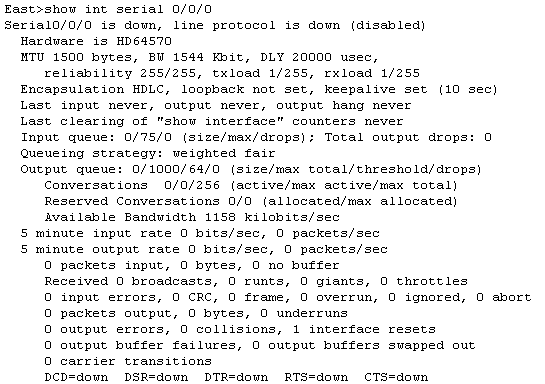 East>show int serial 0/0/0
Serial0/0/0 is down, line protocol is down (disabled)
Hardware is HD64570
MTU 1500 bytes, BW 1544 Kbit, DLY 20000 usec,
reliability 255/255, txload 1/255, rxload 1/255
Encapsulation HDLC, loopback not set, keepalive set (10 sec)
Last input never, output never, output hang never
Last clearing of "show interface" counters never
Input queue: 0/75/0 (size/max/drops); Total output drops: 0
Queueing strategy: weighted fair
Output queue: 0/1000/64/0 (size/max total/threshold/drops)
Conversations 0/0/256 (active/max active/max total)
Reserved Conversations 0/0 (allocated/max allocated)
Available Bandwidth 1158 kilobits/sec
5 minute input rate 0 bits/sec, 0 packets/sec
5 minute output rate 0 bits/sec, 0 packets/sec
0 packets input, 0 bytes, 0 no buffer
Received 0 broadcasts, 0 runts, 0 giants, 0 throttles
0 input errors, 0 CRC, 0 frame, 0 overrun, 0 ignored, 0 abort
0 packets output, 0 bytes, 0 underruns
0 output errors, 0 collisions, 1 interface resets
0 output buffer failures, 0 output buffers swapped out
0 carrier transitions
DCD=down DSR=down DTR=down RTS=down CTS=down